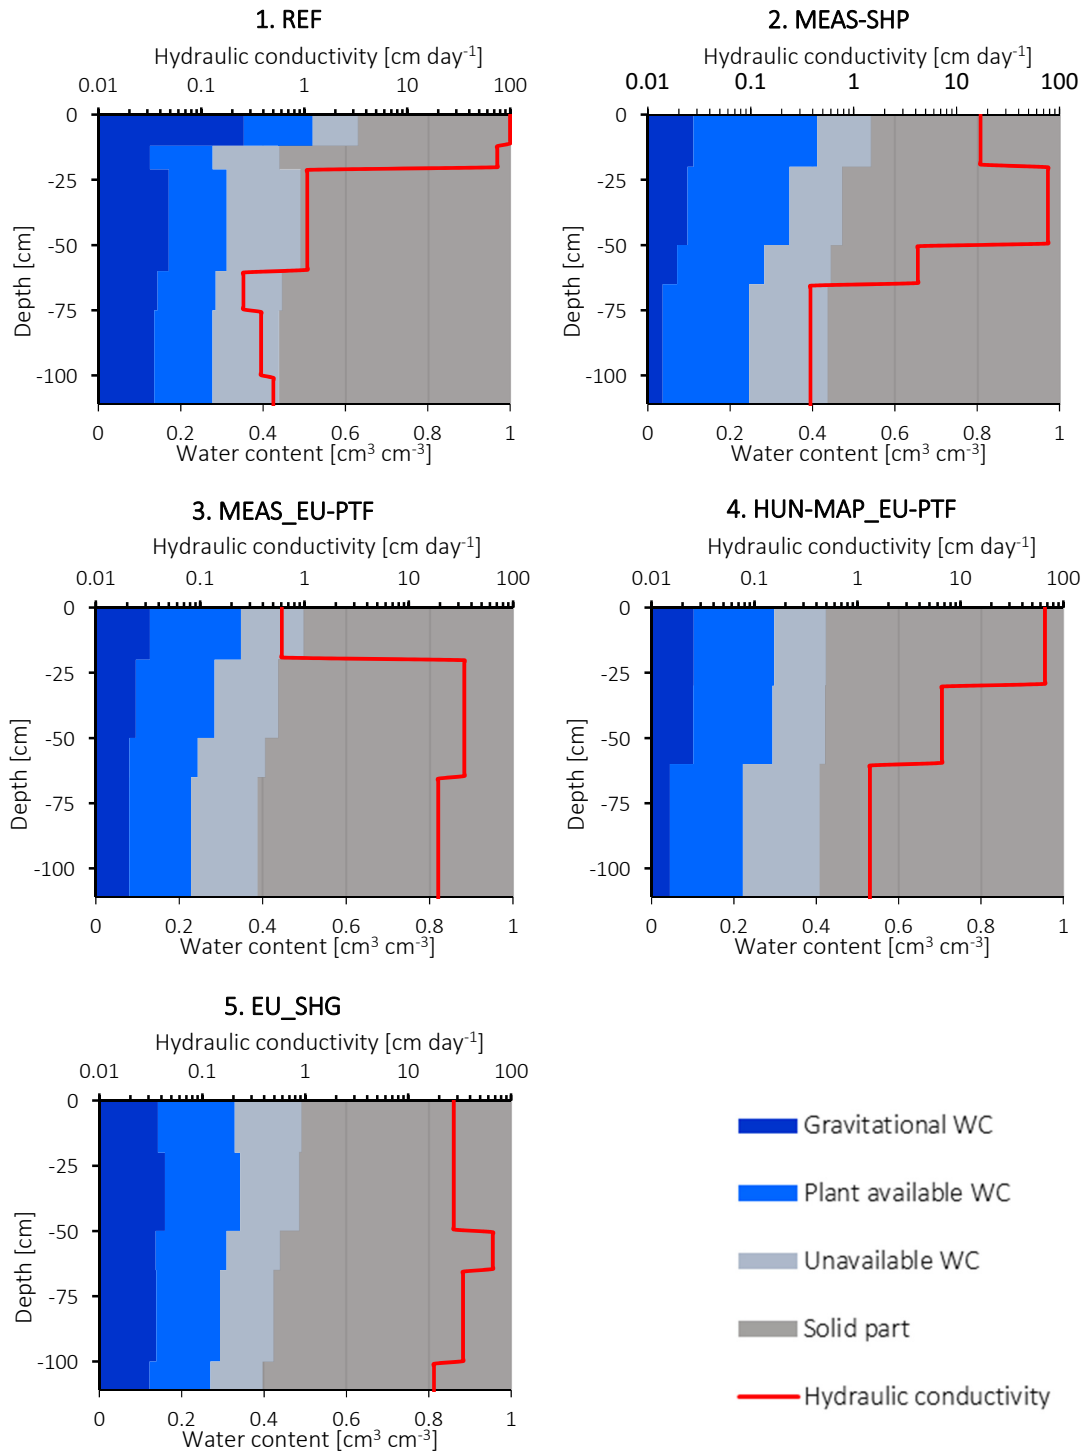 1. REF
Hydraulic conductivity [cm day⁻¹]
0.01 0.1 1 10 100
0
-25
-50
-75
-100
Depth [cm]
0 0.2 0.4 0.6 0.8 1
Water content [cm³ cm⁻³]
2. MEAS-SHP
Hydraulic conductivity [cm day⁻¹]
0.01 0.1 1 10 100
0
-25
-50
-75
-100
Depth [cm]
0 0.2 0.4 0.6 0.8 1
Water content [cm³ cm⁻³]
3. MEAS_EU-PTF
Hydraulic conductivity [cm day⁻¹]
0.01 0.1 1 10 100
0
-25
-50
-75
-100
Depth [cm]
0 0.2 0.4 0.6 0.8 1
Water content [cm³ cm⁻³]
4. HUN-MAP_EU-PTF
Hydraulic conductivity [cm day⁻¹]
0.01 0.1 1 10 100
0
-25
-50
-75
-100
Depth [cm]
0 0.2 0.4 0.6 0.8 1
Water content [cm³ cm⁻³]
5. EU_SHG
Hydraulic conductivity [cm day⁻¹]
0.01 0.1 1 10 100
0
-25
-50
-75
-100
Depth [cm]
0 0.2 0.4 0.6 0.8 1
Water content [cm³ cm⁻³]
Gravitational WC
Plant available WC
Unavailable WC
Solid part
Hydraulic conductivity